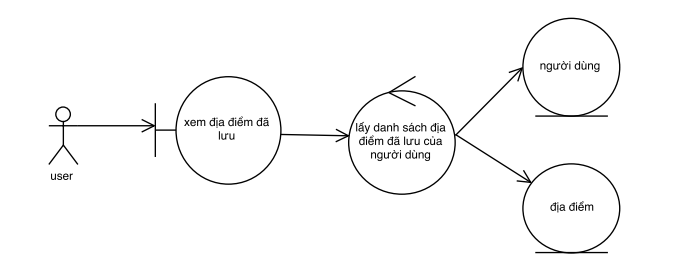 user
xem địa điểm đã
lưu
lấy danh sách địa
điểm đã lưu của
người dùng
người dùng
địa điểm